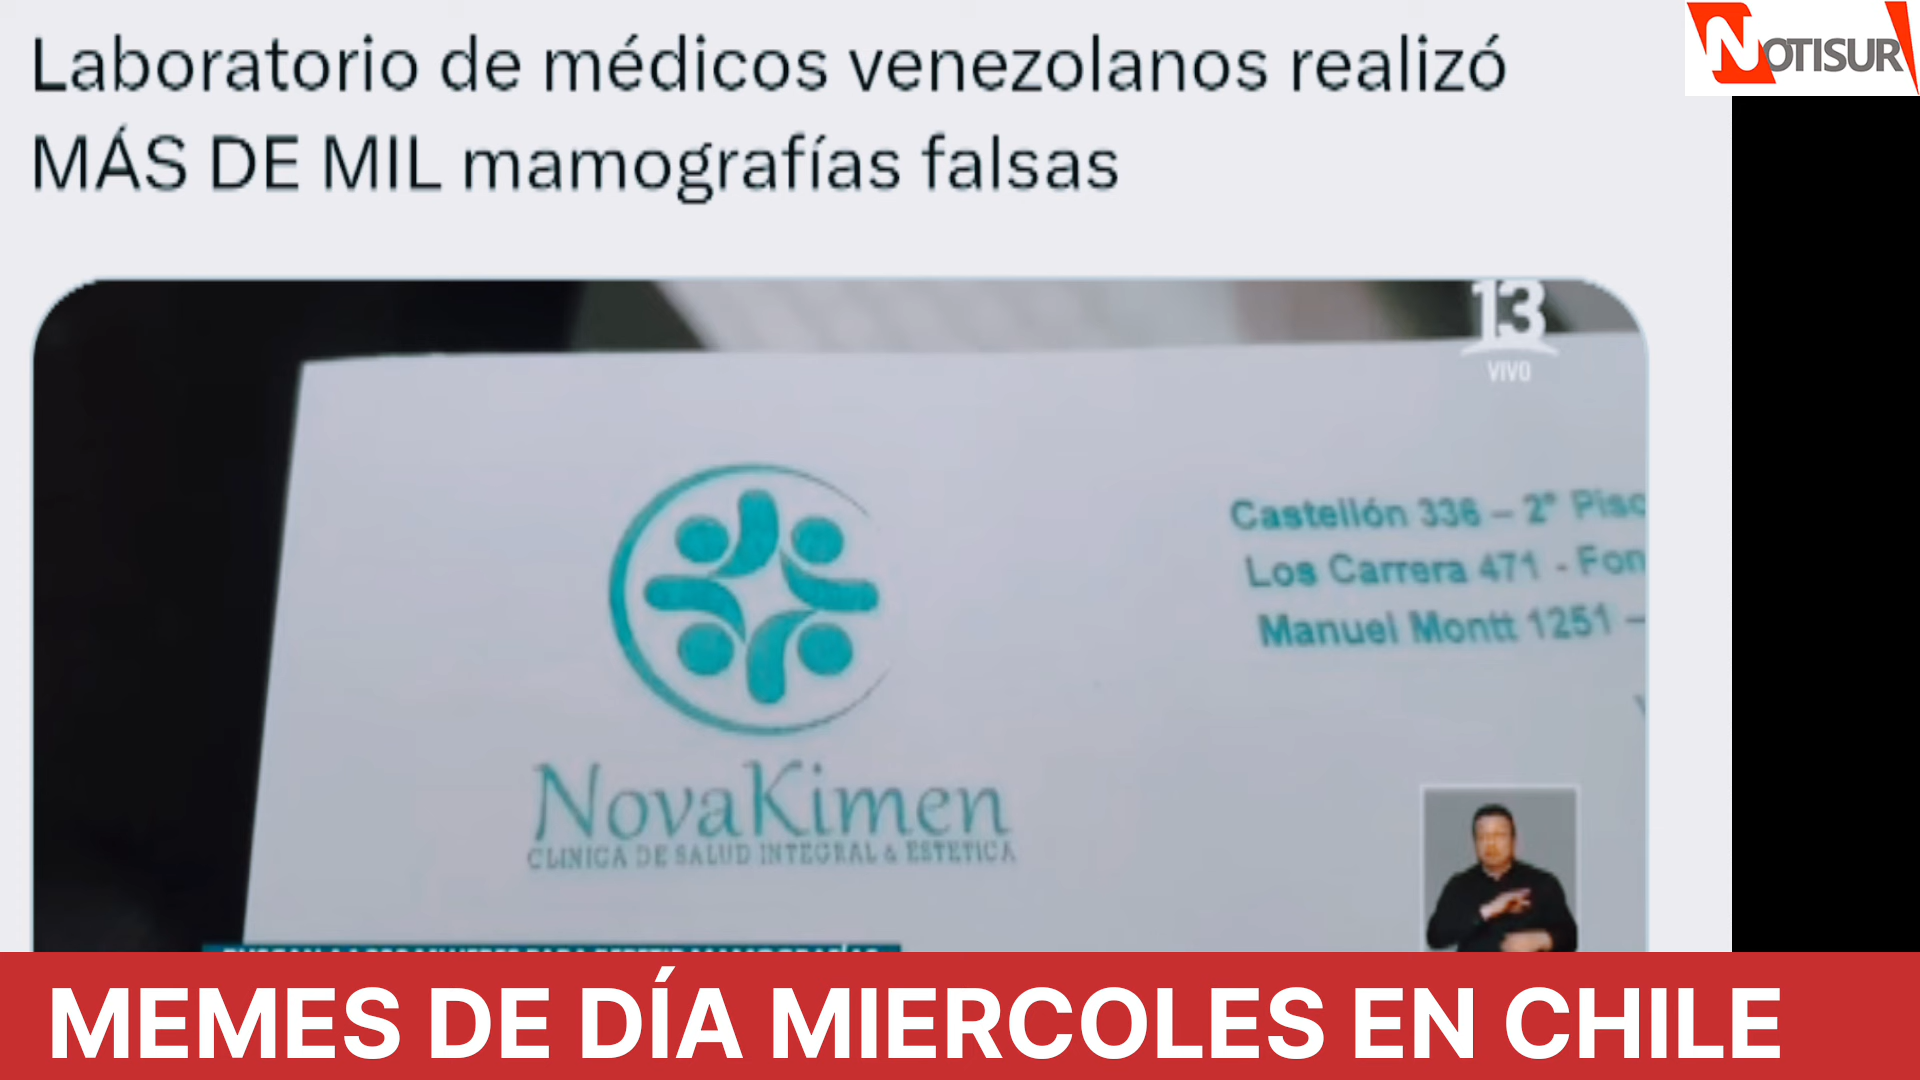 Laboratorio de médicos venezolanos realizó
MÁS DE MIL mamografías falsas
NOTISUR
13
VIVO
Castellón 336 – 2° Piso
Los Carrera 471 - Fon
Manuel Montt 1251 –
NovaKimen
CLINICA DE SALUD INTEGRAL & ESTETICA
MEMES DE DÍA MIERCOLES EN CHILE